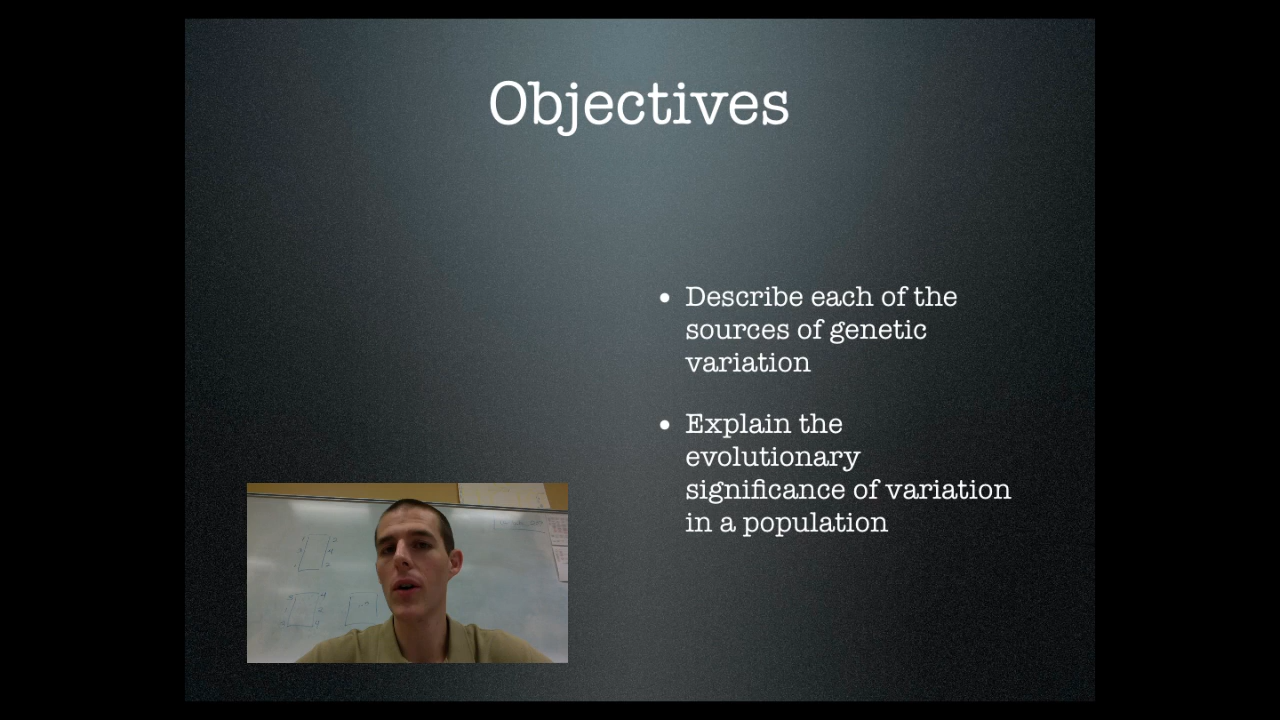 Objectives
• Describe each of the
sources of genetic
variation
• Explain the
evolutionary
significance of variation
in a population